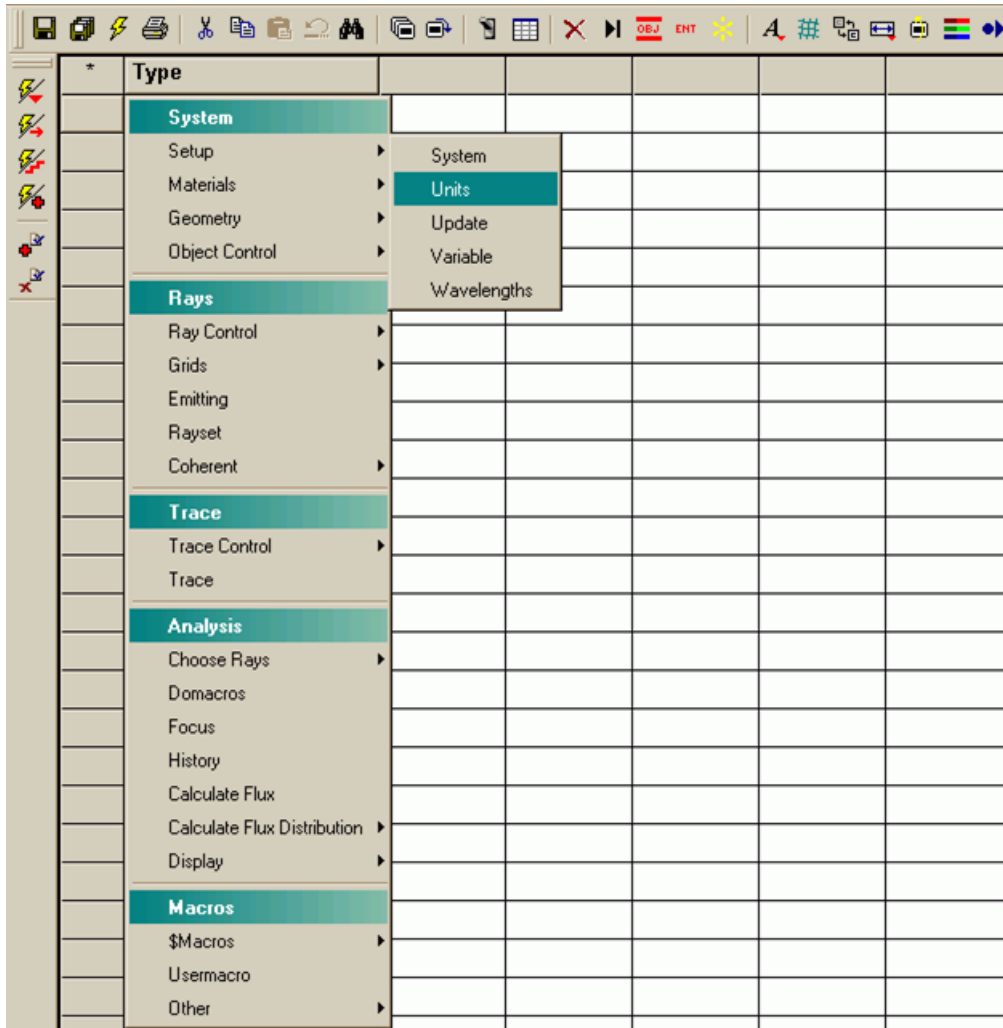 OBJ ENT A
* Type
System
Setup
Materials
Geometry
Object Control
System
Units
Update
Variable
Wavelengths
Rays
Ray Control
Grids
Emitting
Rayset
Coherent
Trace
Trace Control
Trace
Analysis
Choose Rays
Domacros
Focus
History
Calculate Flux
Calculate Flux Distribution
Display
Macros
$Macros
Usermacro
Other